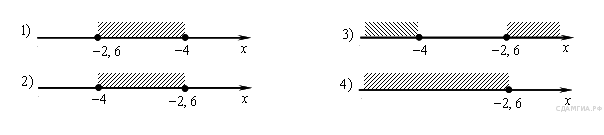 1)
−2, 6 −4 x
2)
−4 −2, 6 x
3)
−4 −2, 6 x
4)
−2, 6 x
СДАМГИА.РФ